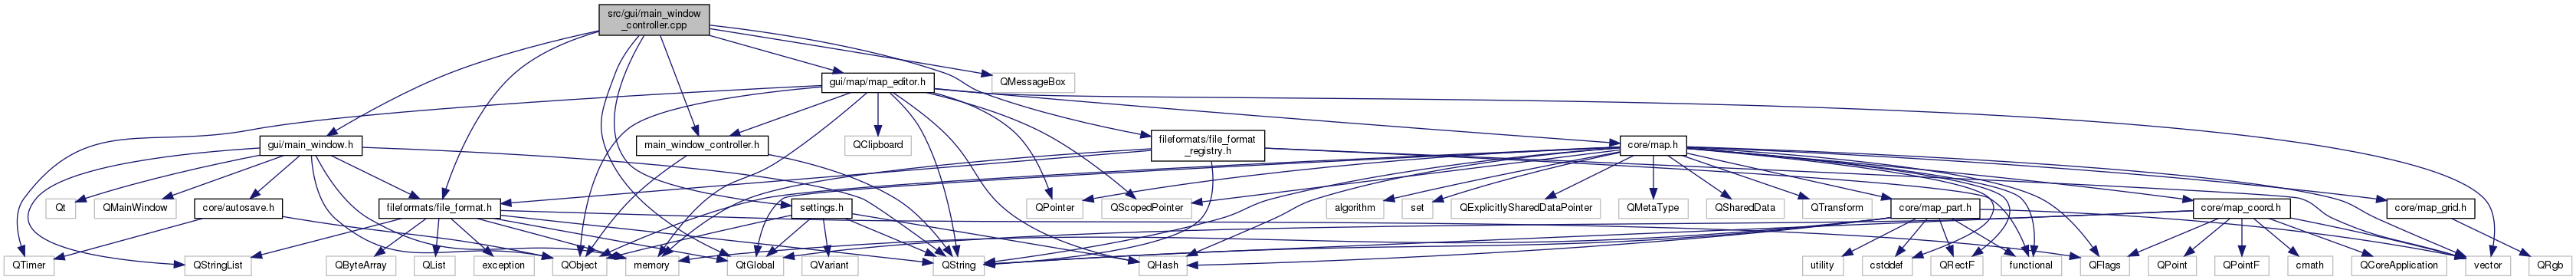 src/gui/main_window
_controller.cpp
gui/map/map_editor.h
QMessageBox
gui/main_window.h
main_window_controller.h
QClipboard
fileformats/file_format
_registry.h
core/map.h
Qt
QMainWindow
core/autosave.h
fileformats/file_format.h
settings.h
QPointer
QScopedPointer
algorithm
set
QExplicitlySharedDataPointer
QMetaType
QSharedData
QTransform
core/map_part.h
core/map_coord.h
core/map_grid.h
QTimer
QStringList
QByteArray
QList
exception
QObject
memory
QtGlobal
QVariant
QString
QHash
utility
cstddef
QRectF
functional
QFlags
QPoint
QPointF
cmath
QCoreApplication
vector
QRgb